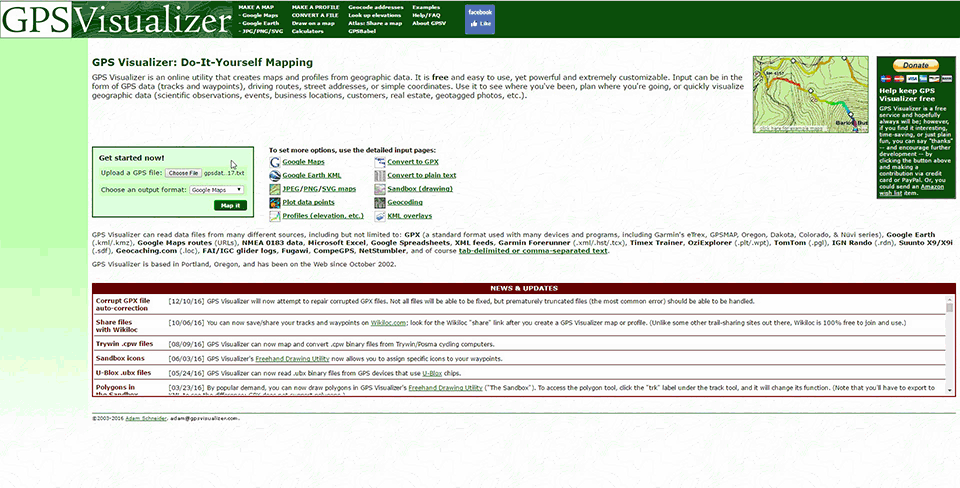 GPSVisualizer
MAKE A MAP
- Google Maps
- Google Earth
- JPG/PNG/SVG
MAKE A PROFILE
CONVERT A FILE
Draw on a map
Calculators
Geocode addresses
Look up elevations
Atlas: Share a map
GPSBabel
Examples
Help/FAQ
About GPSV
facebook
Like
GPS Visualizer: Do-It-Yourself Mapping
GPS Visualizer is an online utility that creates maps and profiles from geographic data. It is free and easy to use, yet powerful and extremely customizable. Input can be in the
form of GPS data (tracks and waypoints), driving routes, street addresses, or simple coordinates. Use it to see where you've been, plan where you're going, or quickly visualize
geographic data (scientific observations, events, business locations, customers, real estate, geotagged photos, etc.).
click here for example maps
Donate
Help keep GPS
Visualizer free
GPS Visualizer is a free
service and hopefully
always will be; however,
if you find it interesting,
time-saving, or just plain
fun, you can say "thanks"
-- and encourage further
development -- by
clicking the button above
and making a
contribution via credit
card or PayPal. Or, you
could send an Amazon
wish list item.
Get started now!
Upload a GPS file: Choose File gpsdat..17.txt
Choose an output format: Google Maps
Map it
To set more options, use the detailed input pages:
Google Maps
Google Earth KML
JPEG/PNG/SVG maps
Plot data points
Profiles (elevation, etc.)
Convert to GPX
Convert to plain text
Sandbox (drawing)
Geocoding
KML overlays
GPS Visualizer can read data files from many different sources, including but not limited to: GPX (a standard format used with many devices and programs, including Garmin's eTrex, GPSMAP, Oregon, Dakota, Colorado, & Nüvi series), Google Earth
(.kml/.kmz), Google Maps routes (URLs), NMEA 0183 data, Microsoft Excel, Google Spreadsheets, XML feeds, Garmin Forerunner (.xml/.hst/.tcx), Timex Trainer, OziExplorer (.plt/.wpt), TomTom (.pgl), IGN Rando (.rdn), Suunto X9/X9i
(.sdf), Geocaching.com (.loc), FAI/IGC glider logs, Fugawi, CompeGPS, NetStumbler, and of course tab-delimited or comma-separated text.
GPS Visualizer is based in Portland, Oregon, and has been on the Web since October 2002.
NEWS & UPDATES
Corrupt GPX file
auto-correction
[12/10/16] GPS Visualizer will now attempt to repair corrupted GPX files. Not all files will be able to be fixed, but prematurely truncated files (the most common error) should be able to be handled.
Share files
with Wikiloc
[10/06/16] You can now save/share your tracks and waypoints on Wikiloc.com; look for the Wikiloc "share" link after you create a GPS Visualizer map or profile. (Unlike some other trail-sharing sites out there, Wikiloc is 100% free to join and use.)
Trywin .cpw files
[08/09/16] GPS Visualizer can now map and convert .cpw binary files from Trywin/Posma cycling computers.
Sandbox icons
[06/03/16] GPS Visualizer's Freehand Drawing Utility now allows you to assign specific icons to your waypoints.
U-Blox .ubx files
[05/24/16] GPS Visualizer can now read .ubx binary files from GPS devices that use U-Blox chips.
Polygons in
the Sandbox
[03/23/16] By popular demand, you can now draw polygons in GPS Visualizer's Freehand Drawing Utility ("The Sandbox"). To access the polygon tool, click the "trk" label under the track tool, and it will change its function. (Note that you'll have to export to
KML to see the difference; GPX does not support polygons.)
©2003-2016 Adam Schneider, adam@gpsvisualizer.com.